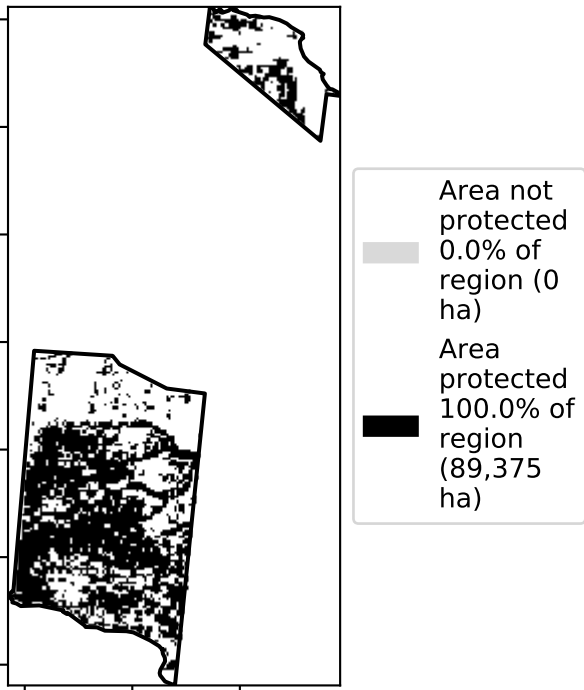 Area not
protected
0.0% of
region (0
ha)
Area
protected
100.0% of
region
(89,375
ha)